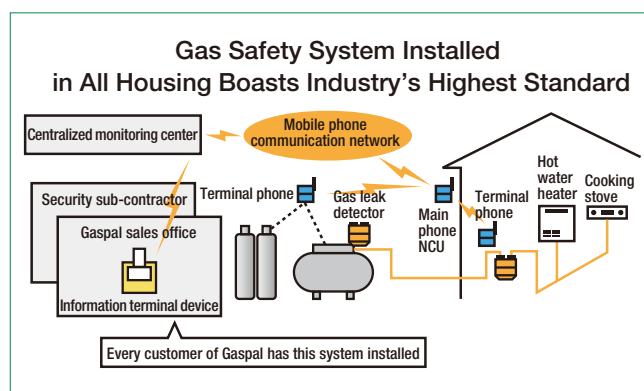 Gas Safety System Installed
in All Housing Boasts Industry's Highest Standard
Centralized monitoring center
Mobile phone
communication network
Security sub-contractor
Gaspal sales office
Information terminal device
Terminal phone
Gas leak
detector
Main
phone
NCU
Terminal
phone
Hot
water
heater
Cooking
stove
Every customer of Gaspal has this system installed